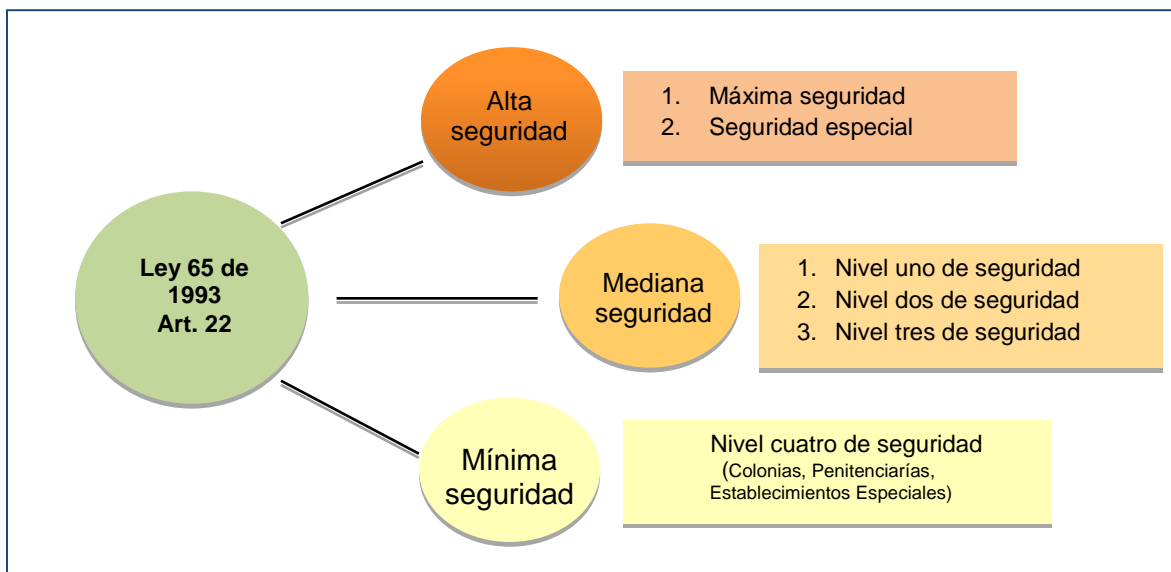 Ley 65 de
1993
Art. 22
Alta
seguridad
1. Máxima seguridad
2. Seguridad especial
Mediana
seguridad
1. Nivel uno de seguridad
2. Nivel dos de seguridad
3. Nivel tres de seguridad
Mínima
seguridad
Nivel cuatro de seguridad
(Colonias, Penitenciarías,
Establecimientos Especiales)